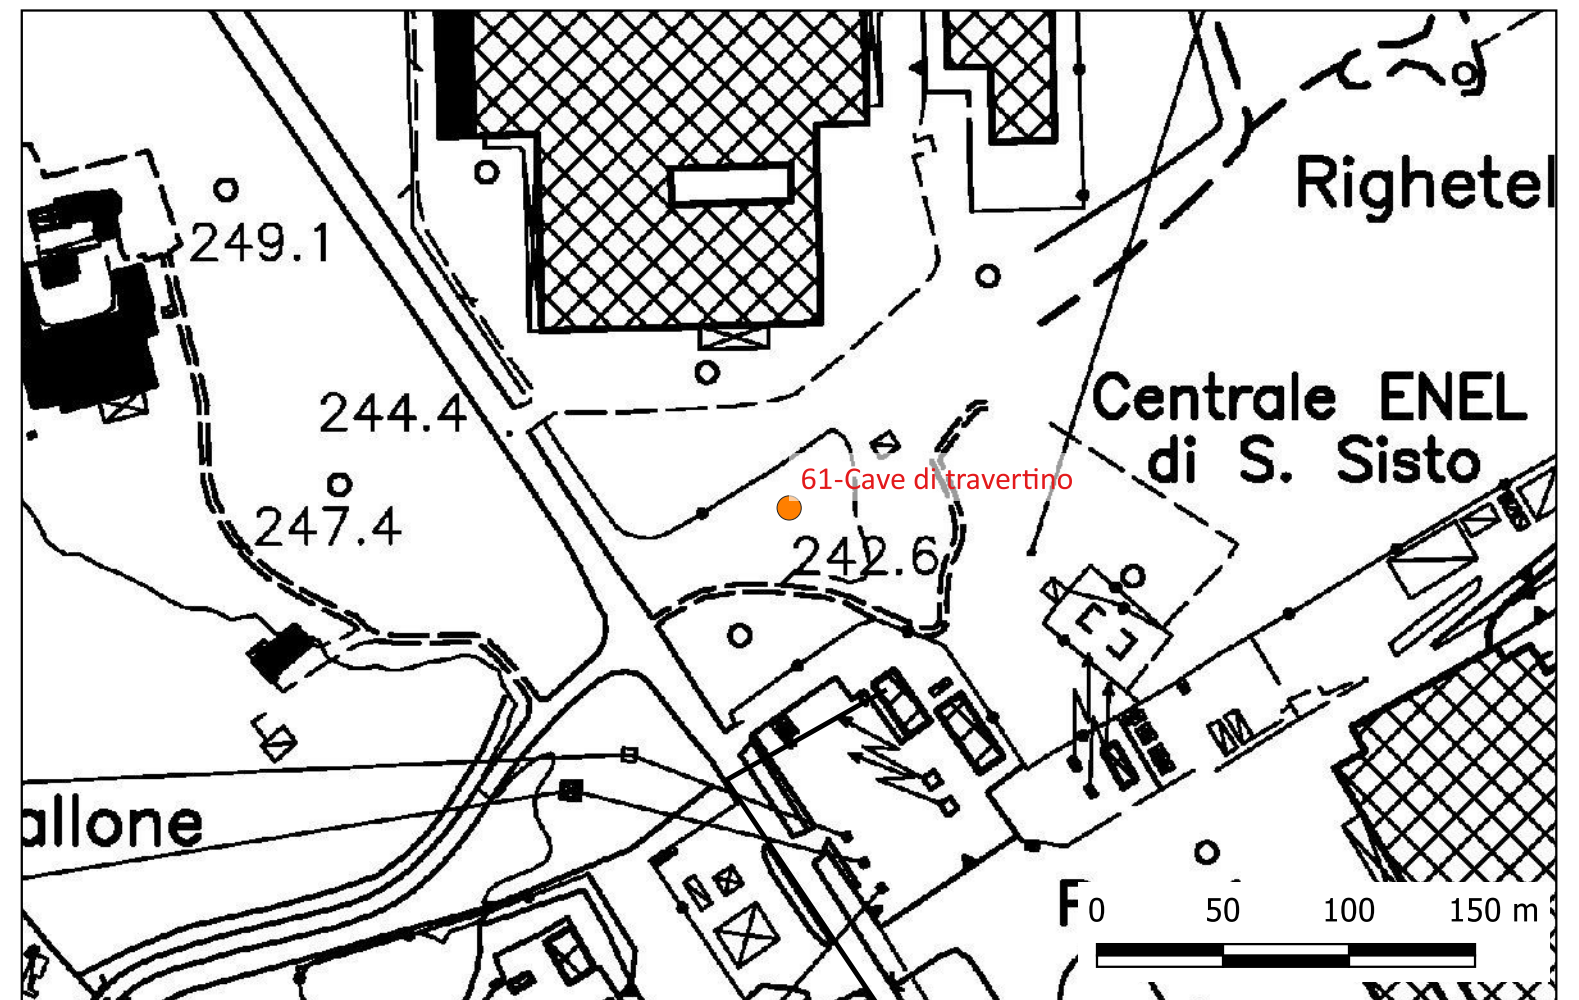 Righetel
249.1
Centrale ENEL
di S. Sisto
244.4
61-Cave di travertino
247.4
242.6
allone
F
0 50 100 150 m